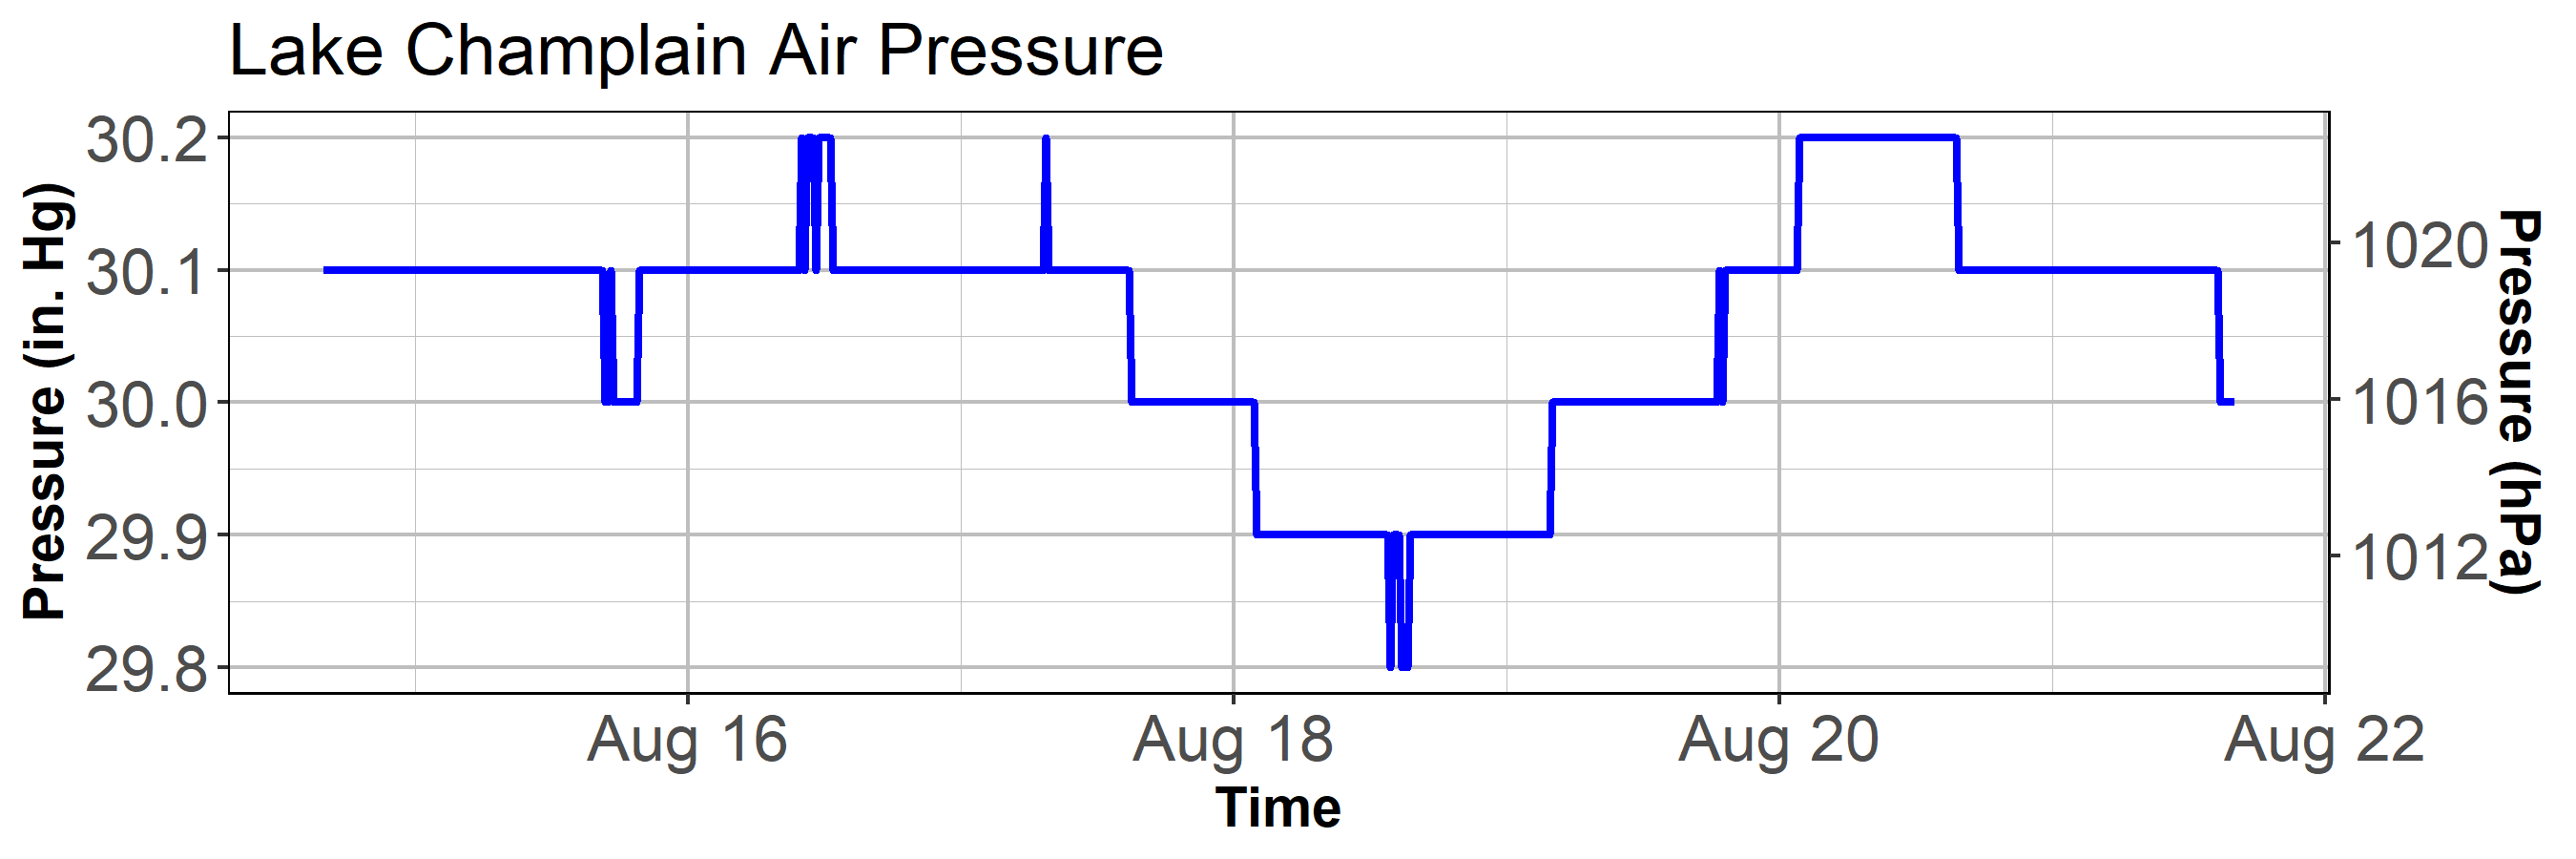 Lake Champlain Air Pressure
Pressure (in. Hg)
30.2
30.1
30.0
29.9
29.8
1020
1016
1012
Pressure (hPa)
Aug 16
Aug 18
Aug 20
Aug 22
Time